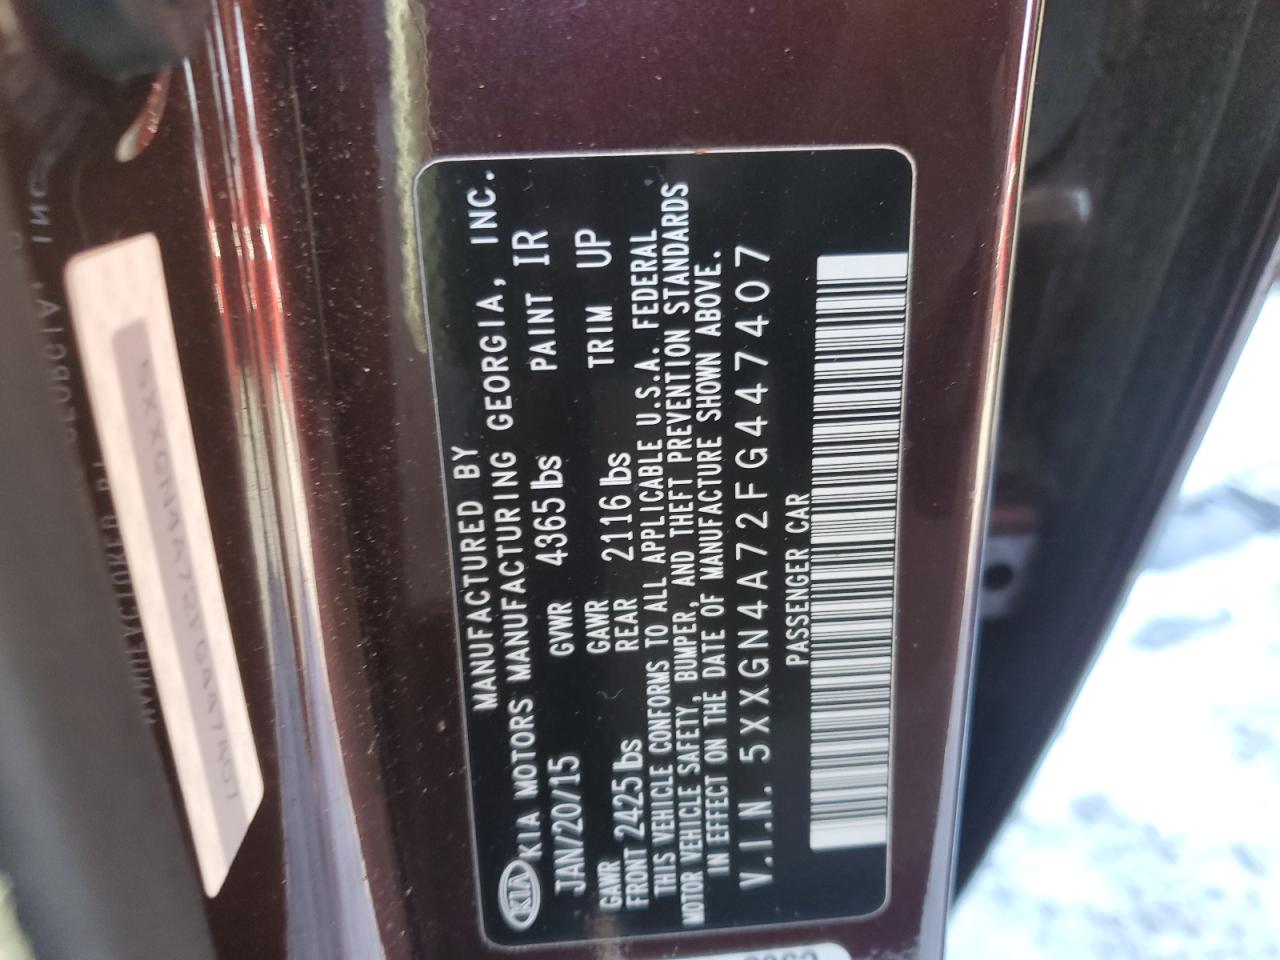 MANUFACTURED BY
KIA KIA MOTORS MANUFACTURING GEORGIA, INC.
JAN/20/15 GVWR 4365 lbs PAINT IR
GAWR FRONT 2425 lbs GAWR REAR 2116 lbs TRIM UP
THIS VEHICLE CONFORMS TO ALL APPLICABLE U.S.A. FEDERAL
MOTOR VEHICLE SAFETY, BUMPER, AND THEFT PREVENTION STANDARDS
IN EFFECT ON THE DATE OF MANUFACTURE SHOWN ABOVE.
V.I.N. 5XXGN4A72FG447407
PASSENGER CAR